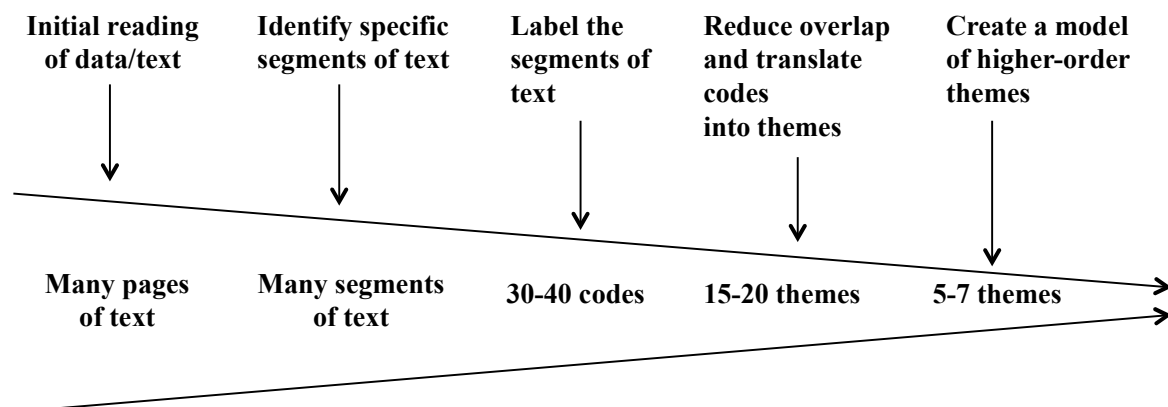 Initial reading
of data/text
Identify specific
segments of text
Label the
segments of
text
Reduce overlap
and translate
codes
into themes
Create a model
of higher-order
themes
Many pages
of text
Many segments
of text
30-40 codes
15-20 themes
5-7 themes